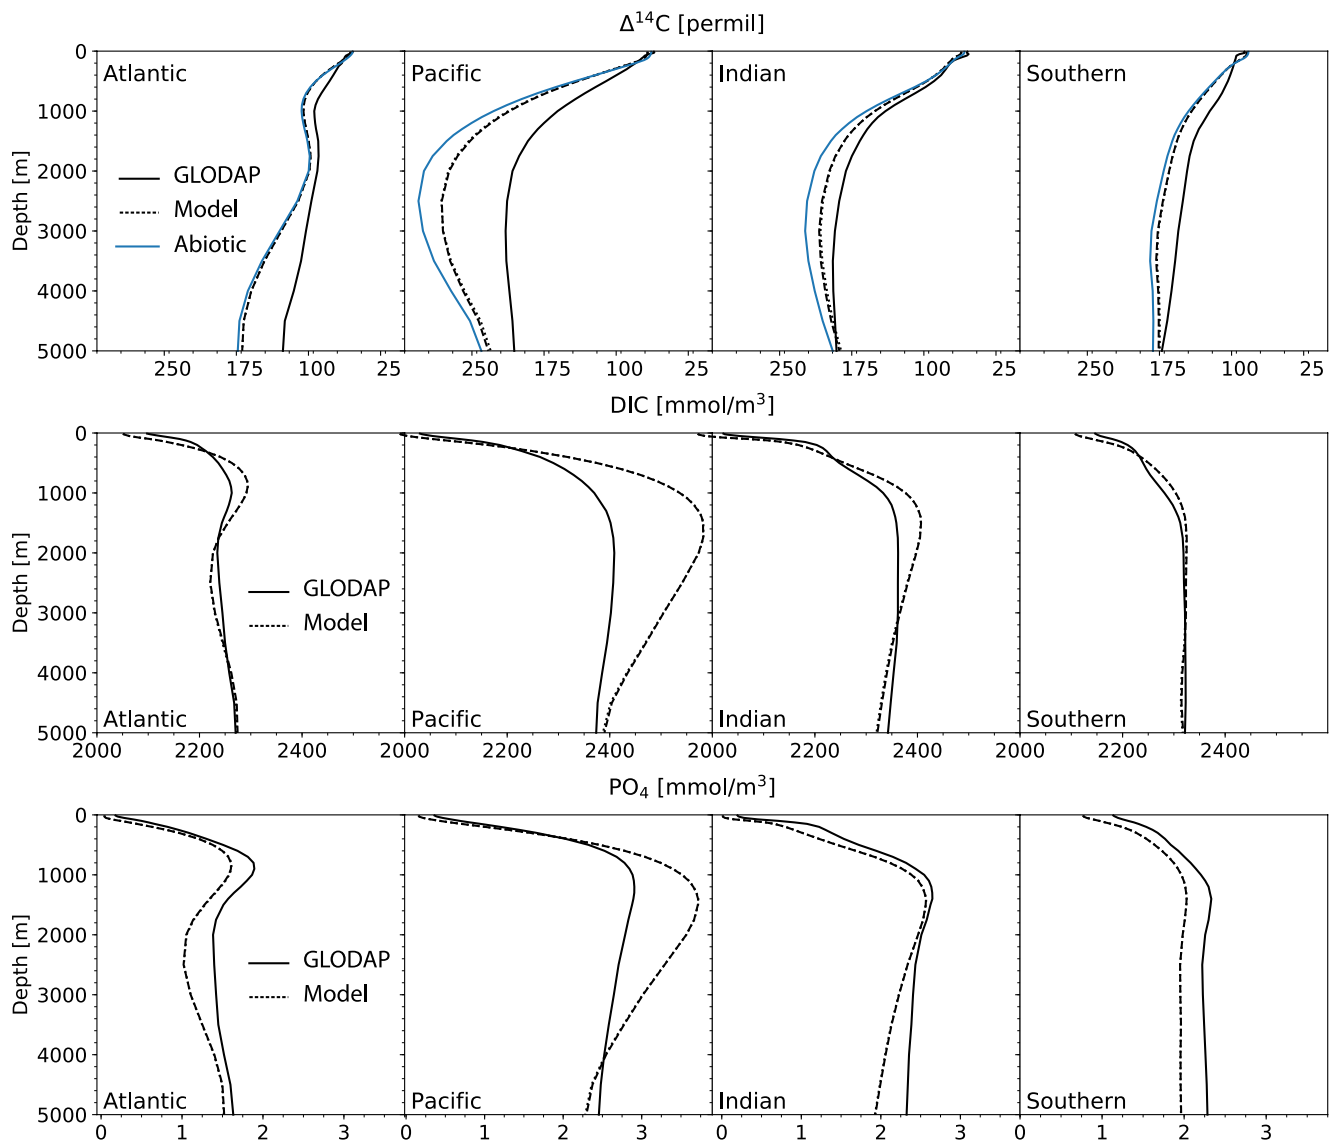 Δ¹⁴C [permil]
Atlantic Pacific Indian Southern
0
1000
2000
3000
4000
5000
Depth [m]
GLODAP
Model
Abiotic
250 175 100 25 250 175 100 25 250 175 100 25 250 175 100 25
DIC [mmol/m³]
0
1000
2000
3000
4000
5000
Depth [m]
GLODAP
Model
Atlantic Pacific Indian Southern
2000 2200 2400 2000 2200 2400 2000 2200 2400 2000 2200 2400
PO₄ [mmol/m³]
0
1000
2000
3000
4000
5000
Depth [m]
GLODAP
Model
Atlantic Pacific Indian Southern
0 1 2 3 0 1 2 3 0 1 2 3 0 1 2 3